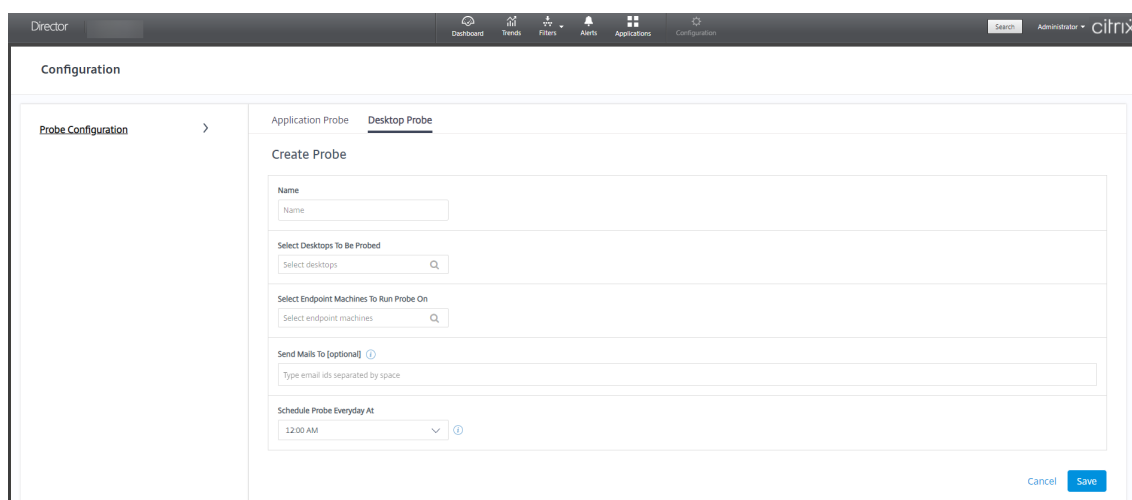 Director
Dashboard Trends Filters Alerts Applications Configuration
Search Administrator citrix
Configuration
Probe Configuration
Application Probe Desktop Probe
Create Probe
Name
Name
Select Desktops To Be Probed
Select desktops
Select Endpoint Machines To Run Probe On
Select endpoint machines
Send Mails To [optional]
Type email ids separated by space
Schedule Probe Everyday At
12:00 AM
Cancel Save